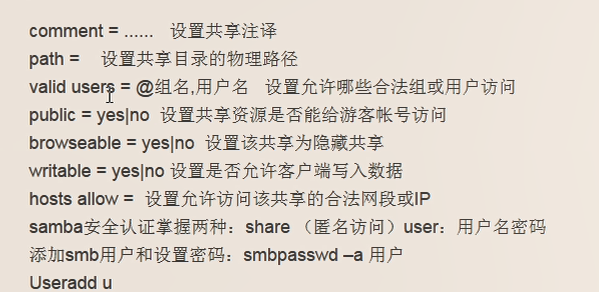 comment = ...... 设置共享注译
path = 设置共享目录的物理路径
valid users = @组名,用户名 设置允许哪些合法组或用户访问
public = yes|no 设置共享资源是否能给游客帐号访问
browseable = yes|no 设置该共享为隐藏共享
writable = yes|no 设置是否允许客户端写入数据
hosts allow = 设置允许访问该共享的合法网段或IP
samba安全认证掌握两种：share （匿名访问）user：用户名密码
添加smb用户和设置密码：smbpasswd –a 用户
Useradd u